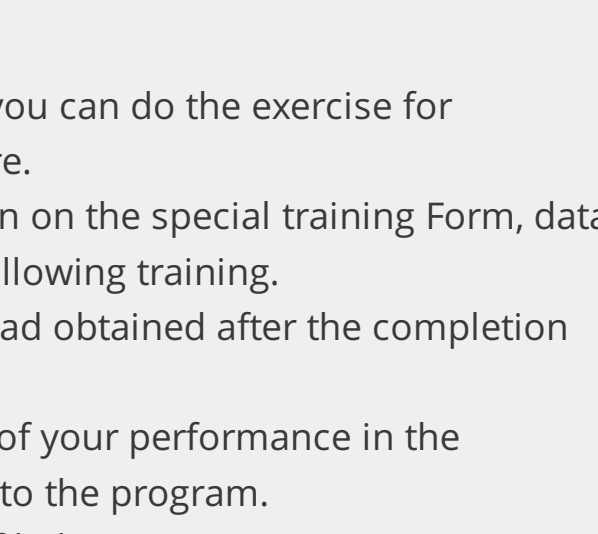 you can do the exercise for
re.
n on the special training Form, data
llowing training.
ad obtained after the completion
of your performance in the
to the program.